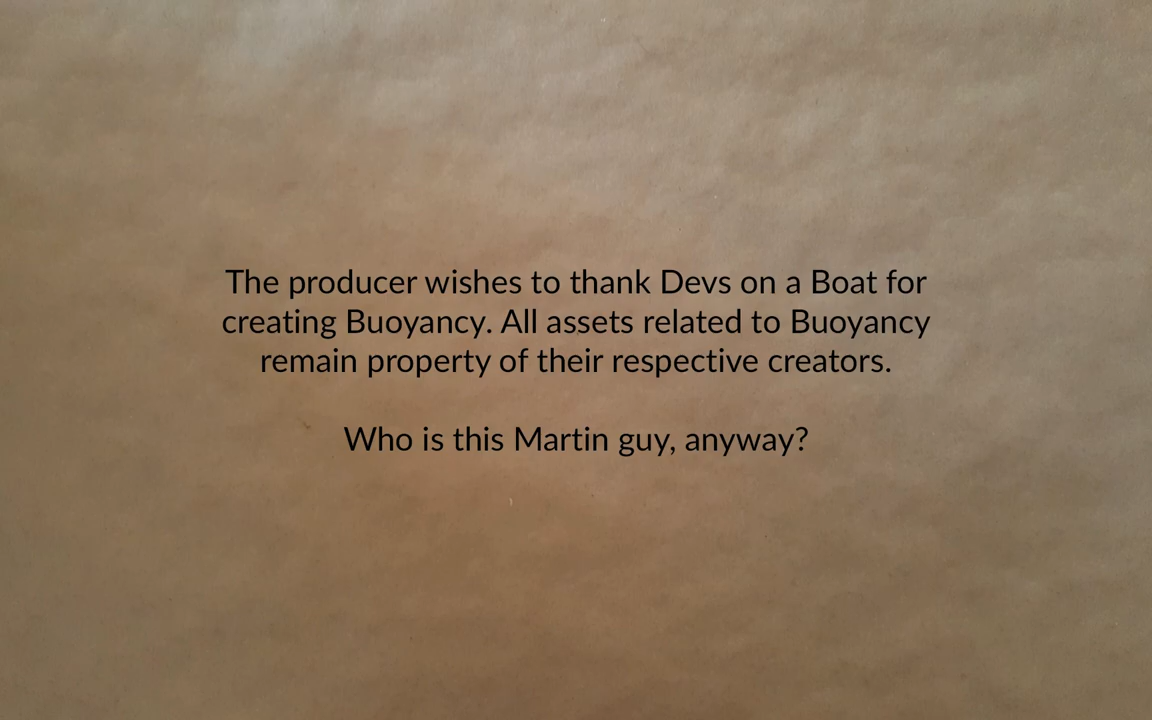 The producer wishes to thank Devs on a Boat for
creating Buoyancy. All assets related to Buoyancy
remain property of their respective creators.
Who is this Martin guy, anyway?